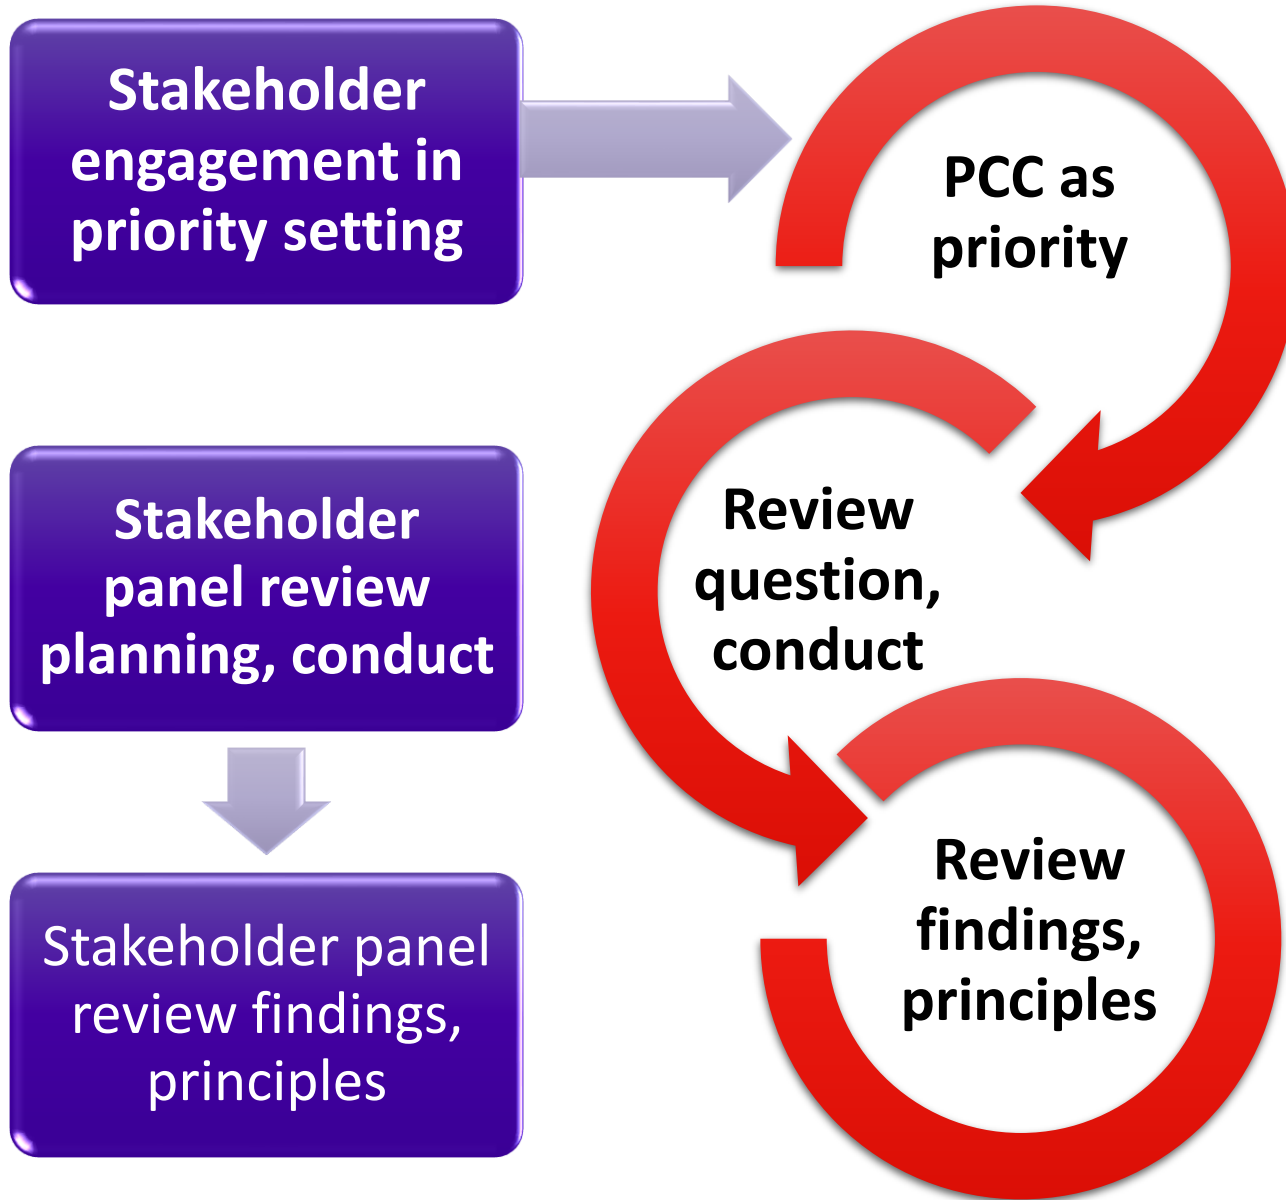 Stakeholder
engagement in
priority setting
PCC as
priority
Stakeholder
panel review
planning, conduct
Review
question,
conduct
Stakeholder panel
review findings,
principles
Review
findings,
principles